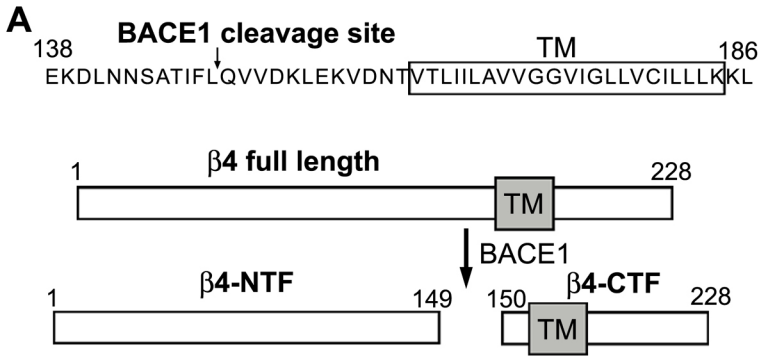 A
BACE1 cleavage site
138 TM 186
EKDLNNSATIFLQVVDKLEKVDNTVTLIILAVVGGVIGLLVCILLLKKL
1 β4 full length 228
TM
BACE1
1 β4-NTF 149 150 β4-CTF 228
TM